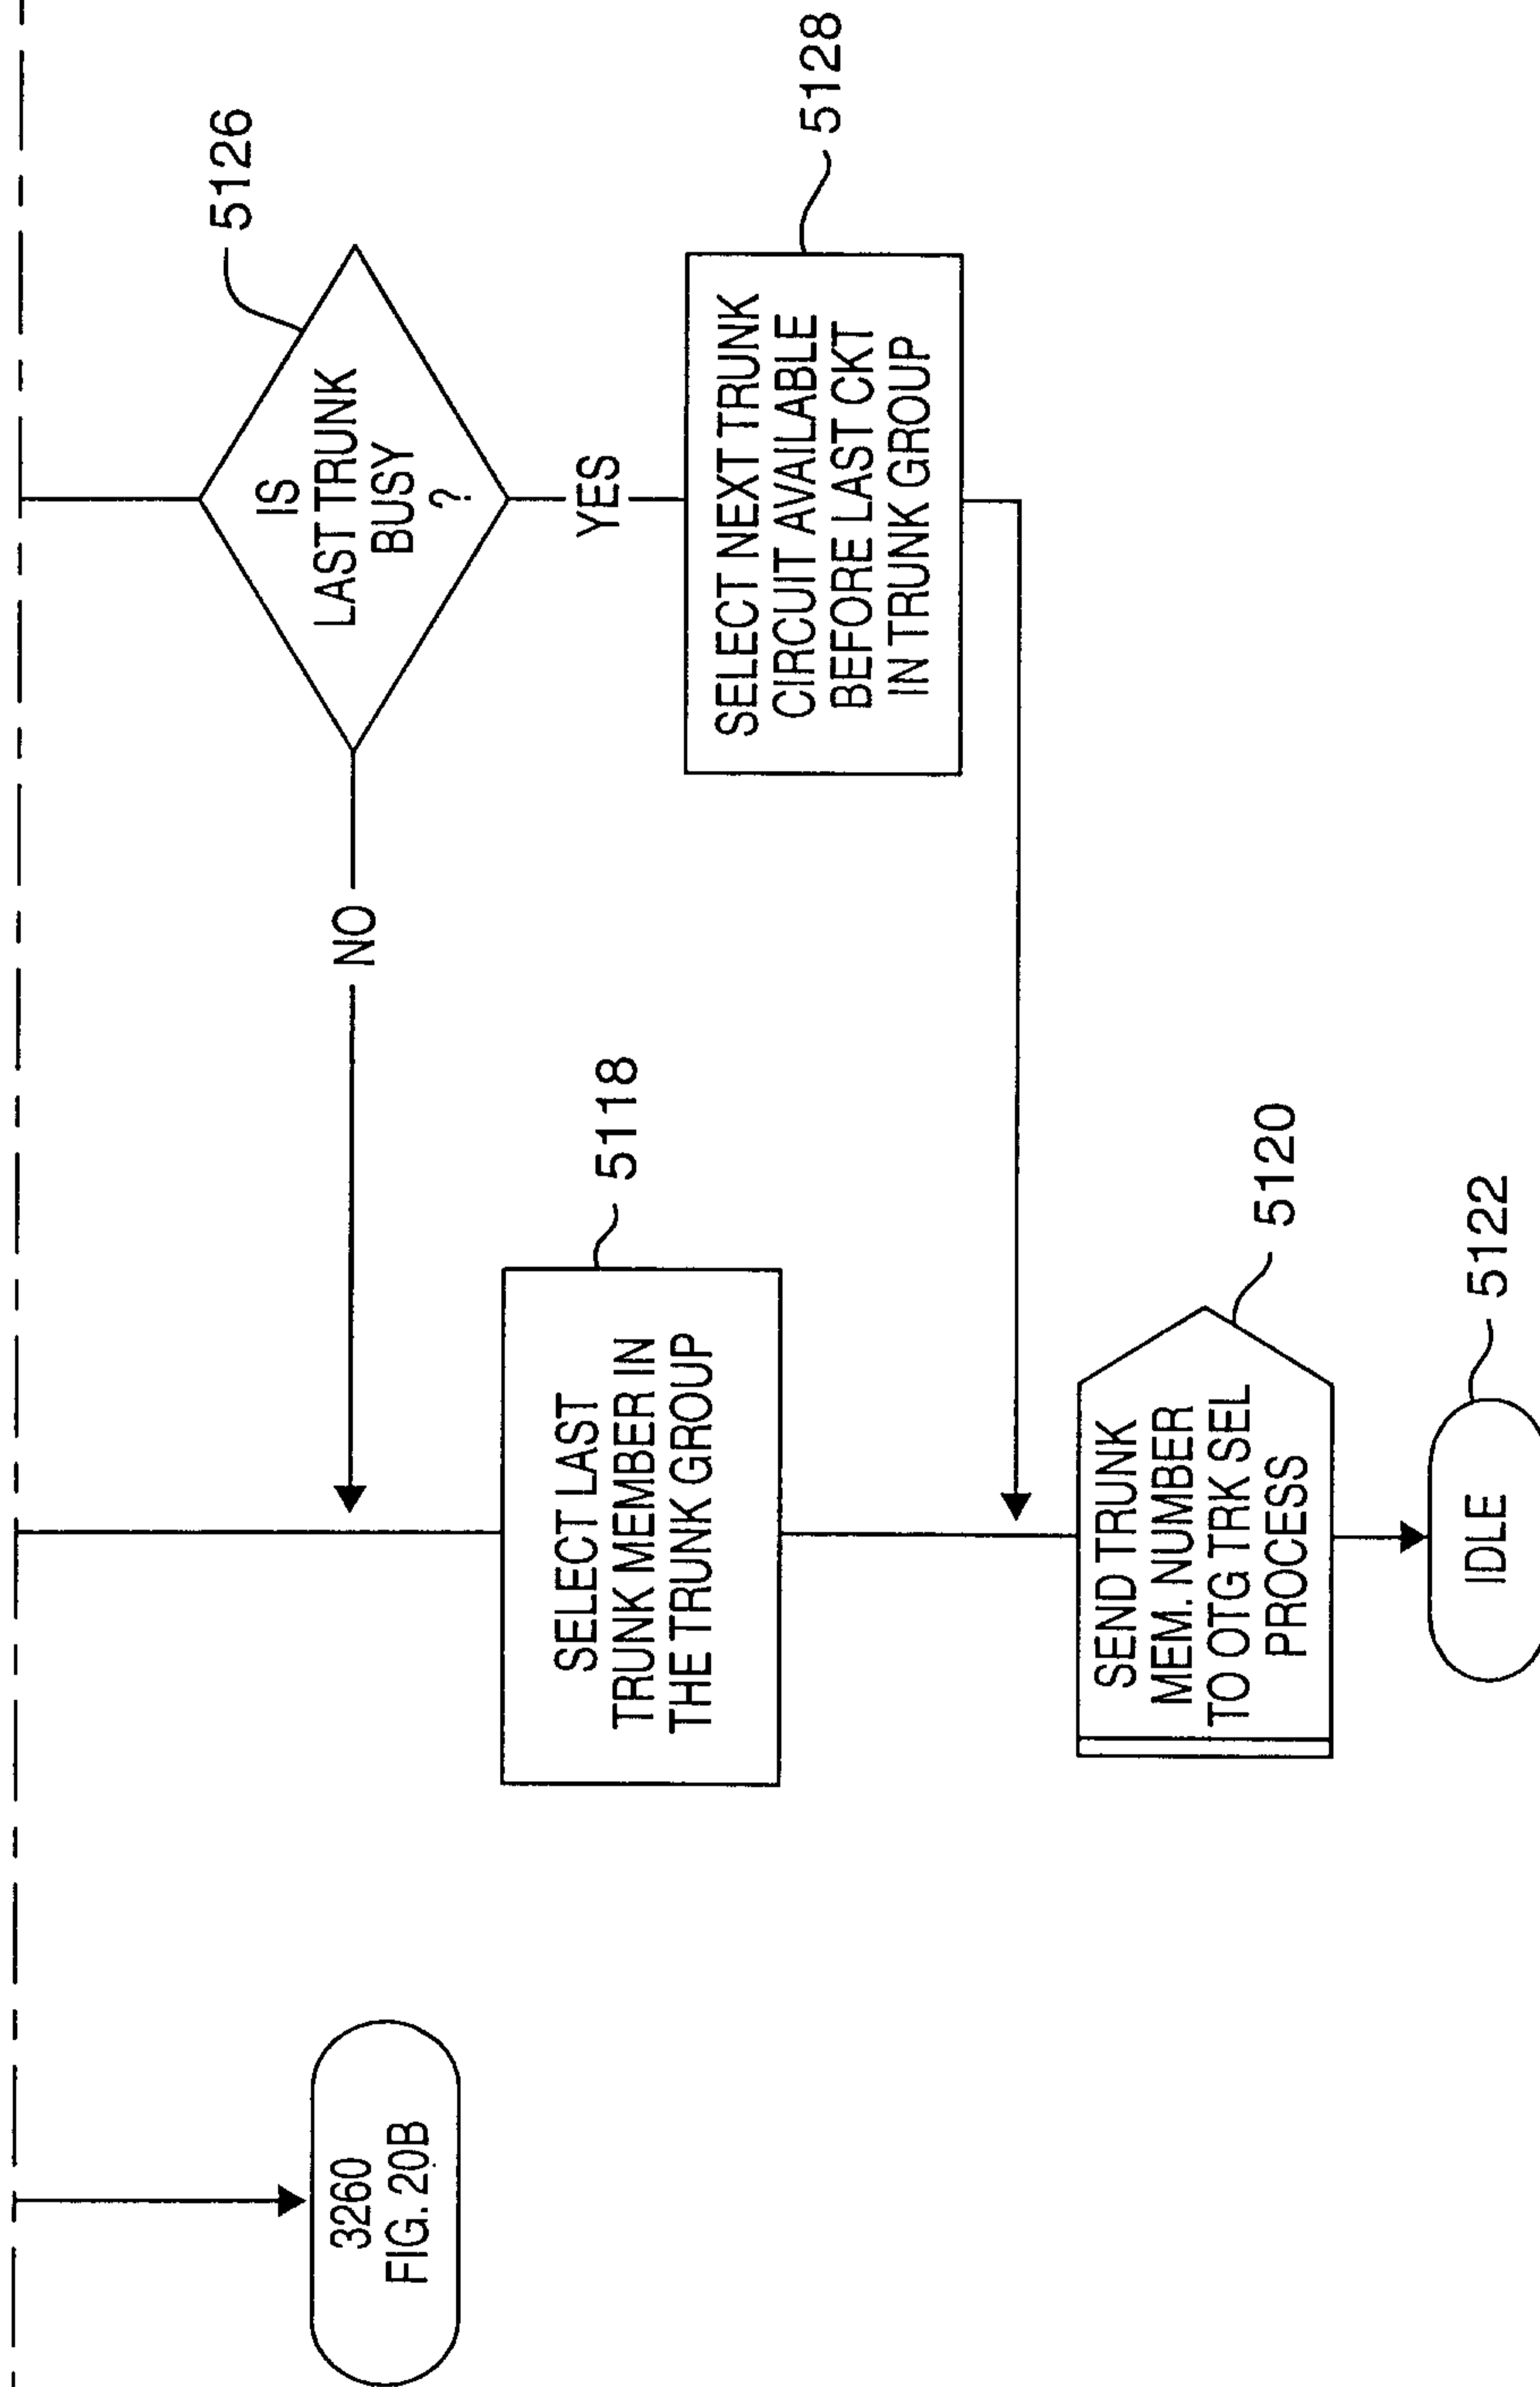 3260
FIG. 20B
IS
LAST TRUNK
BUSY
?
5126
NO
YES
SELECT LAST
TRUNK MEMBER IN
THE TRUNK GROUP
5118
SELECT NEXT TRUNK
CIRCUIT AVAILABLE
BEFORE LAST CKT
IN TRUNK GROUP
5128
SEND TRUNK
MEM. NUMBER
TO OTG TRK SEL
PROCESS
5120
IDLE
5122